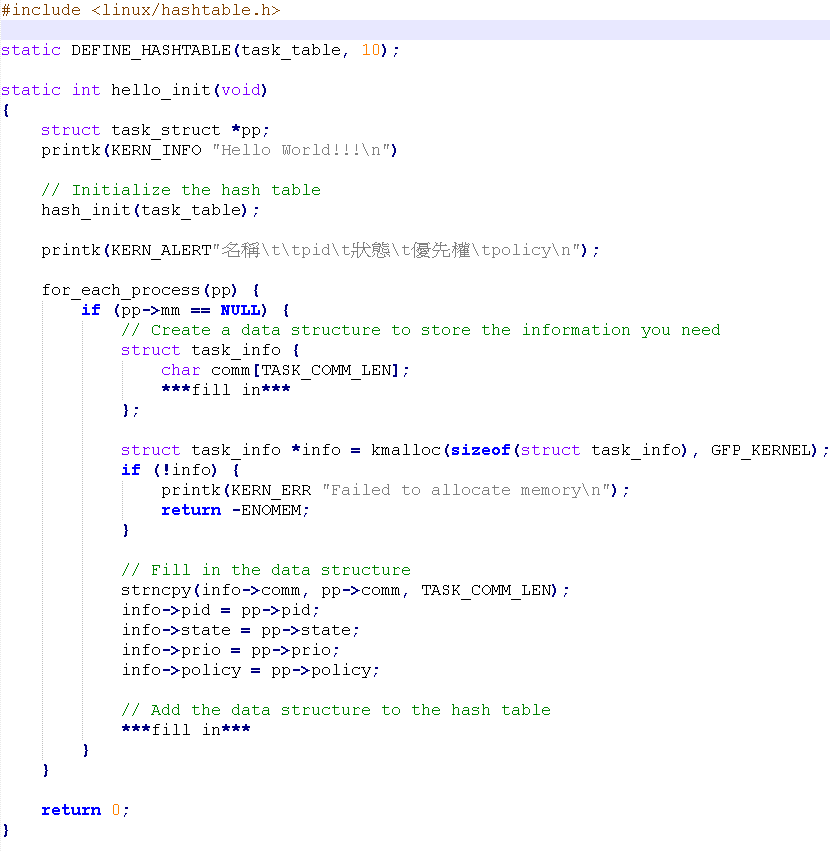 #include <linux/hashtable.h>
static DEFINE_HASHTABLE(task_table, 10);
static int hello_init(void)
{
struct task_struct *pp;
printk(KERN_INFO "Hello World!!!\n")
// Initialize the hash table
hash_init(task_table);
printk(KERN_ALERT"名稱\t\tpid\t狀態\t優先權\tpolicy\n");
for_each_process(pp) {
if (pp->mm == NULL) {
// Create a data structure to store the information you need
struct task_info {
char comm[TASK_COMM_LEN];
***fill in***
};
struct task_info *info = kmalloc(sizeof(struct task_info), GFP_KERNEL);
if (!info) {
printk(KERN_ERR "Failed to allocate memory\n");
return -ENOMEM;
}
// Fill in the data structure
strncpy(info->comm, pp->comm, TASK_COMM_LEN);
info->pid = pp->pid;
info->state = pp->state;
info->prio = pp->prio;
info->policy = pp->policy;
// Add the data structure to the hash table
***fill in***
}
}
return 0;
}